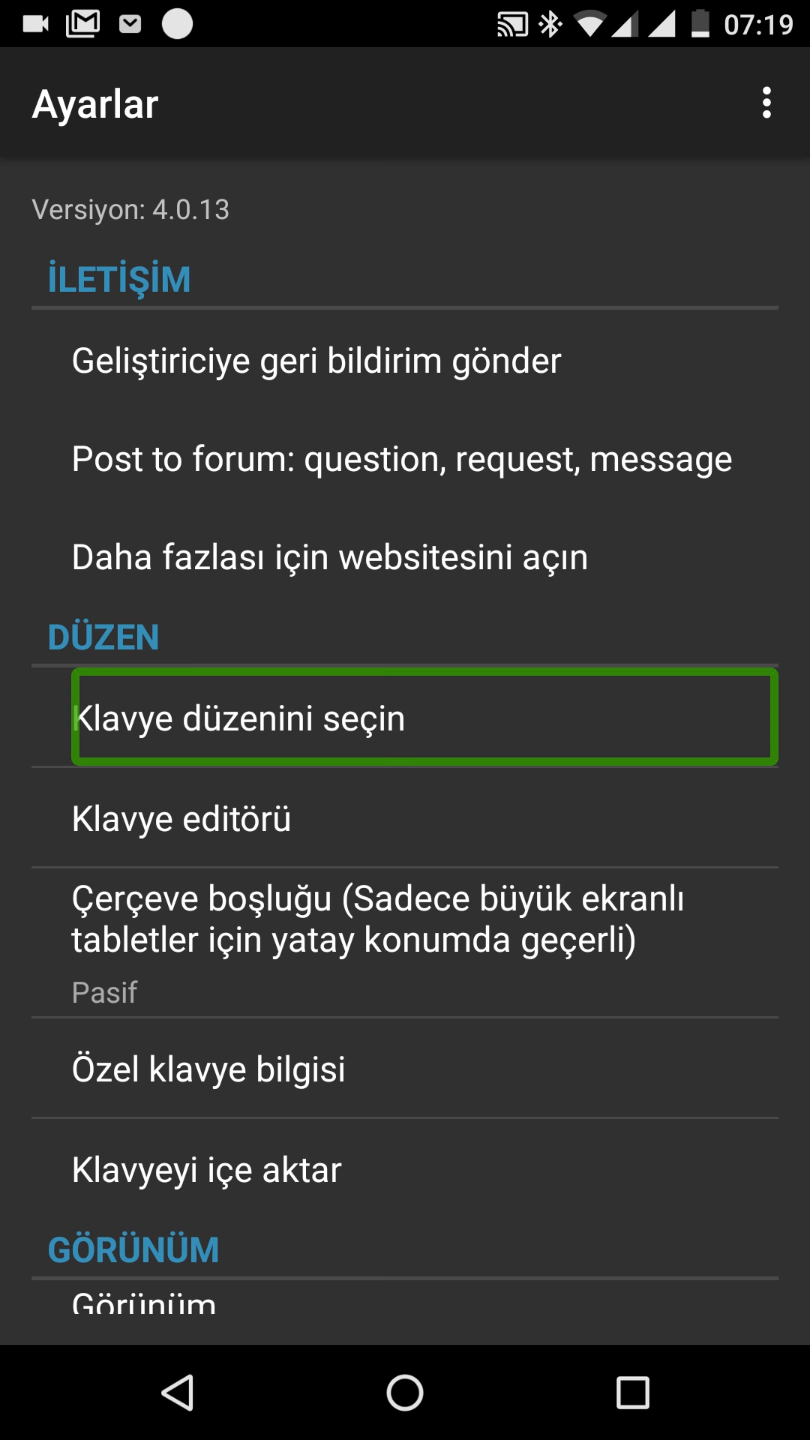 07:19
Ayarlar
Versiyon: 4.0.13
İLETİŞİM
Geliştiriciye geri bildirim gönder
Post to forum: question, request, message
Daha fazlası için websitesini açın
DÜZEN
Klavye düzenini seçin
Klavye editörü
Çerçeve boşluğu (Sadece büyük ekranlı
tabletler için yatay konumda geçerli)
Pasif
Özel klavye bilgisi
Klavyeyi içe aktar
GÖRÜNÜM
Görünüm